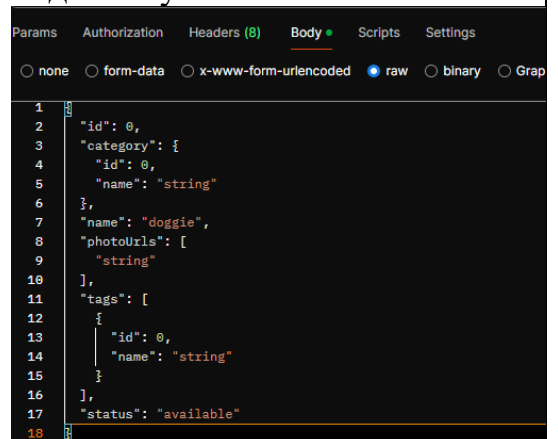 Params Authorization Headers (8) Body Scripts Settings
none form-data x-www-form-urlencoded raw binary Grap
1 {
2 "id": 0,
3 "category": {
4 "id": 0,
5 "name": "string"
6 },
7 "name": "doggie",
8 "photoUrls": [
9 "string"
10 ],
11 "tags": [
12 {
13 "id": 0,
14 "name": "string"
15 }
16 ],
17 "status": "available"
18 }